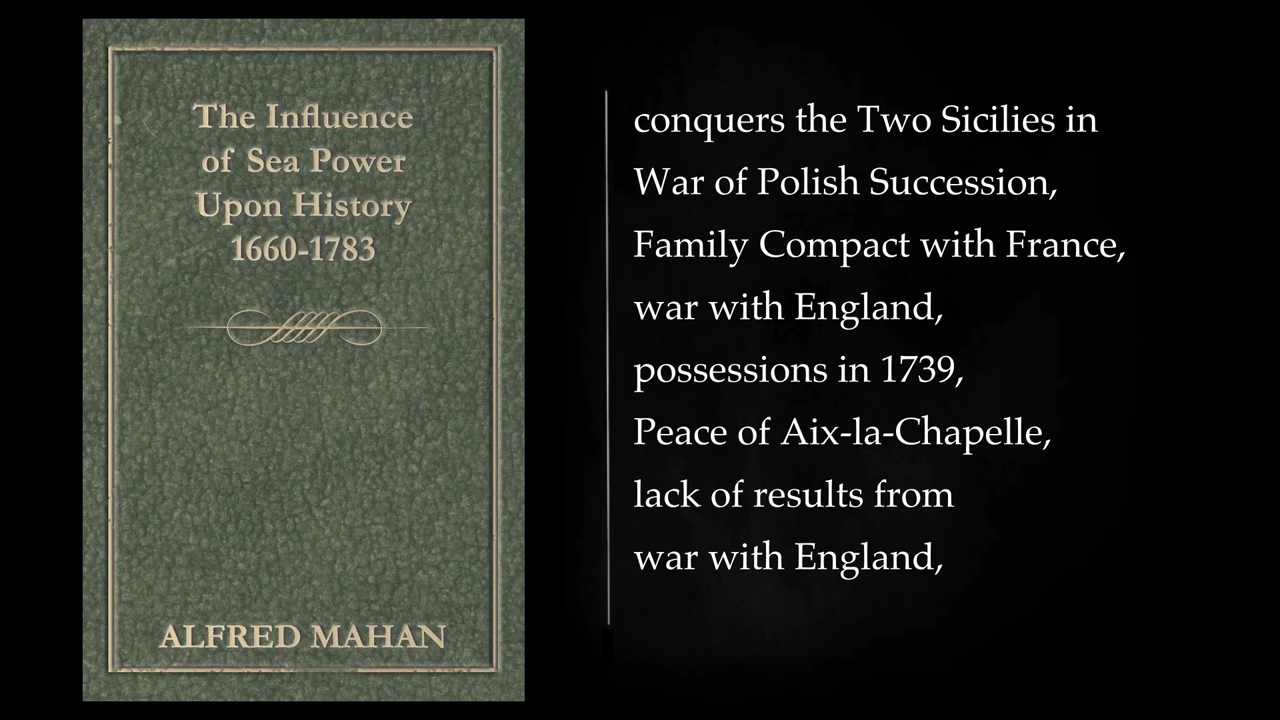 The Influence
of Sea Power
Upon History
1660-1783
ALFRED MAHAN
conquers the Two Sicilies in
War of Polish Succession,
Family Compact with France,
war with England,
possessions in 1739,
Peace of Aix-la-Chapelle,
lack of results from
war with England,